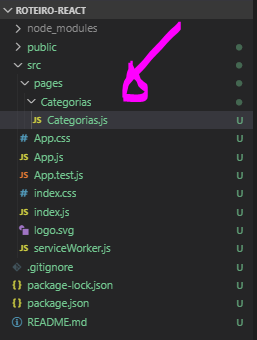 ROTEIRO-REACT
node_modules
public
src
pages
Categorias
JS Categorias.js U
# App.css U
JS App.js U
JS App.test.js U
# index.css U
JS index.js U
logo.svg U
JS serviceWorker.js U
.gitignore U
{} package-lock.json U
{} package.json U
README.md U